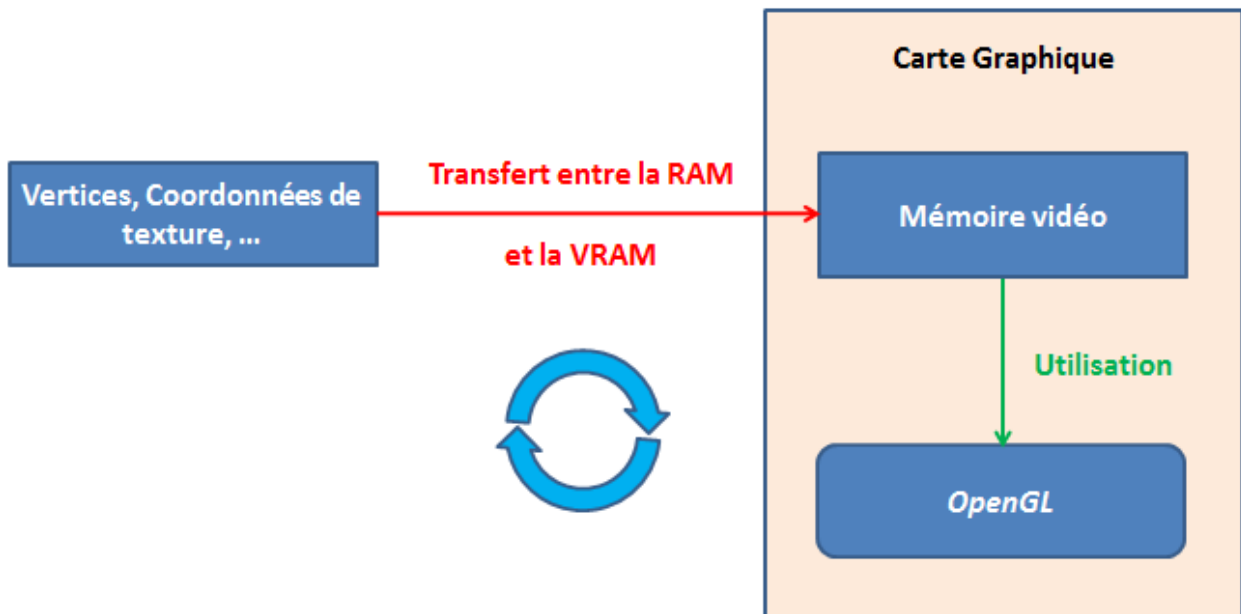 Carte Graphique
Vertices, Coordonnées de
texture, ...
Transfert entre la RAM
et la VRAM
Mémoire vidéo
Utilisation
OpenGL